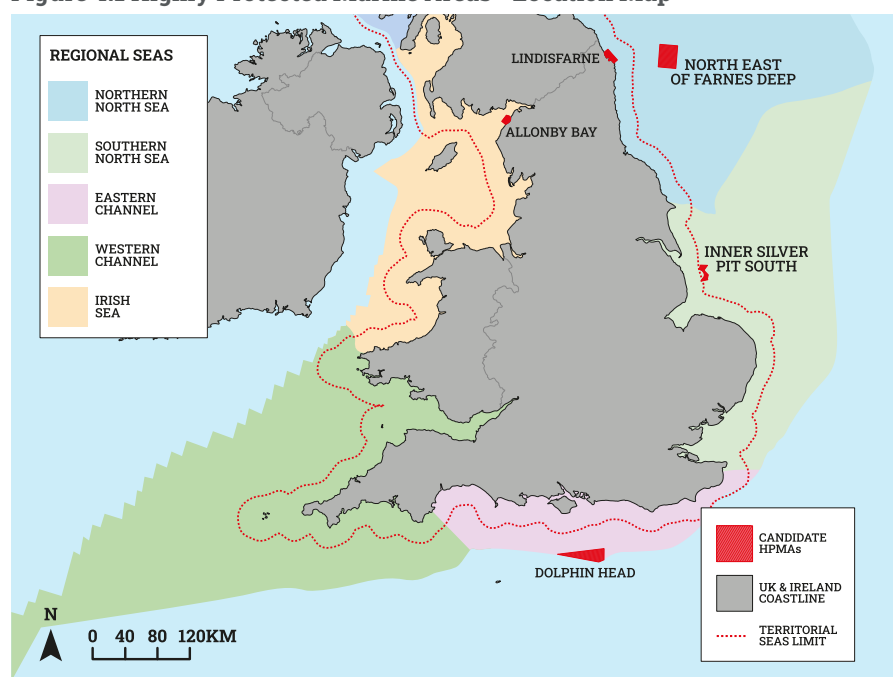 REGIONAL SEAS
NORTHERN
NORTH SEA
SOUTHERN
NORTH SEA
EASTERN
CHANNEL
WESTERN
CHANNEL
IRISH
SEA
LINDISFARNE
NORTH EAST
OF FARNES DEEP
ALLONBY BAY
INNER SILVER
PIT SOUTH
DOLPHIN HEAD
CANDIDATE
HPMAs
UK & IRELAND
COASTLINE
TERRITORIAL
SEAS LIMIT
N
0 40 80 120KM